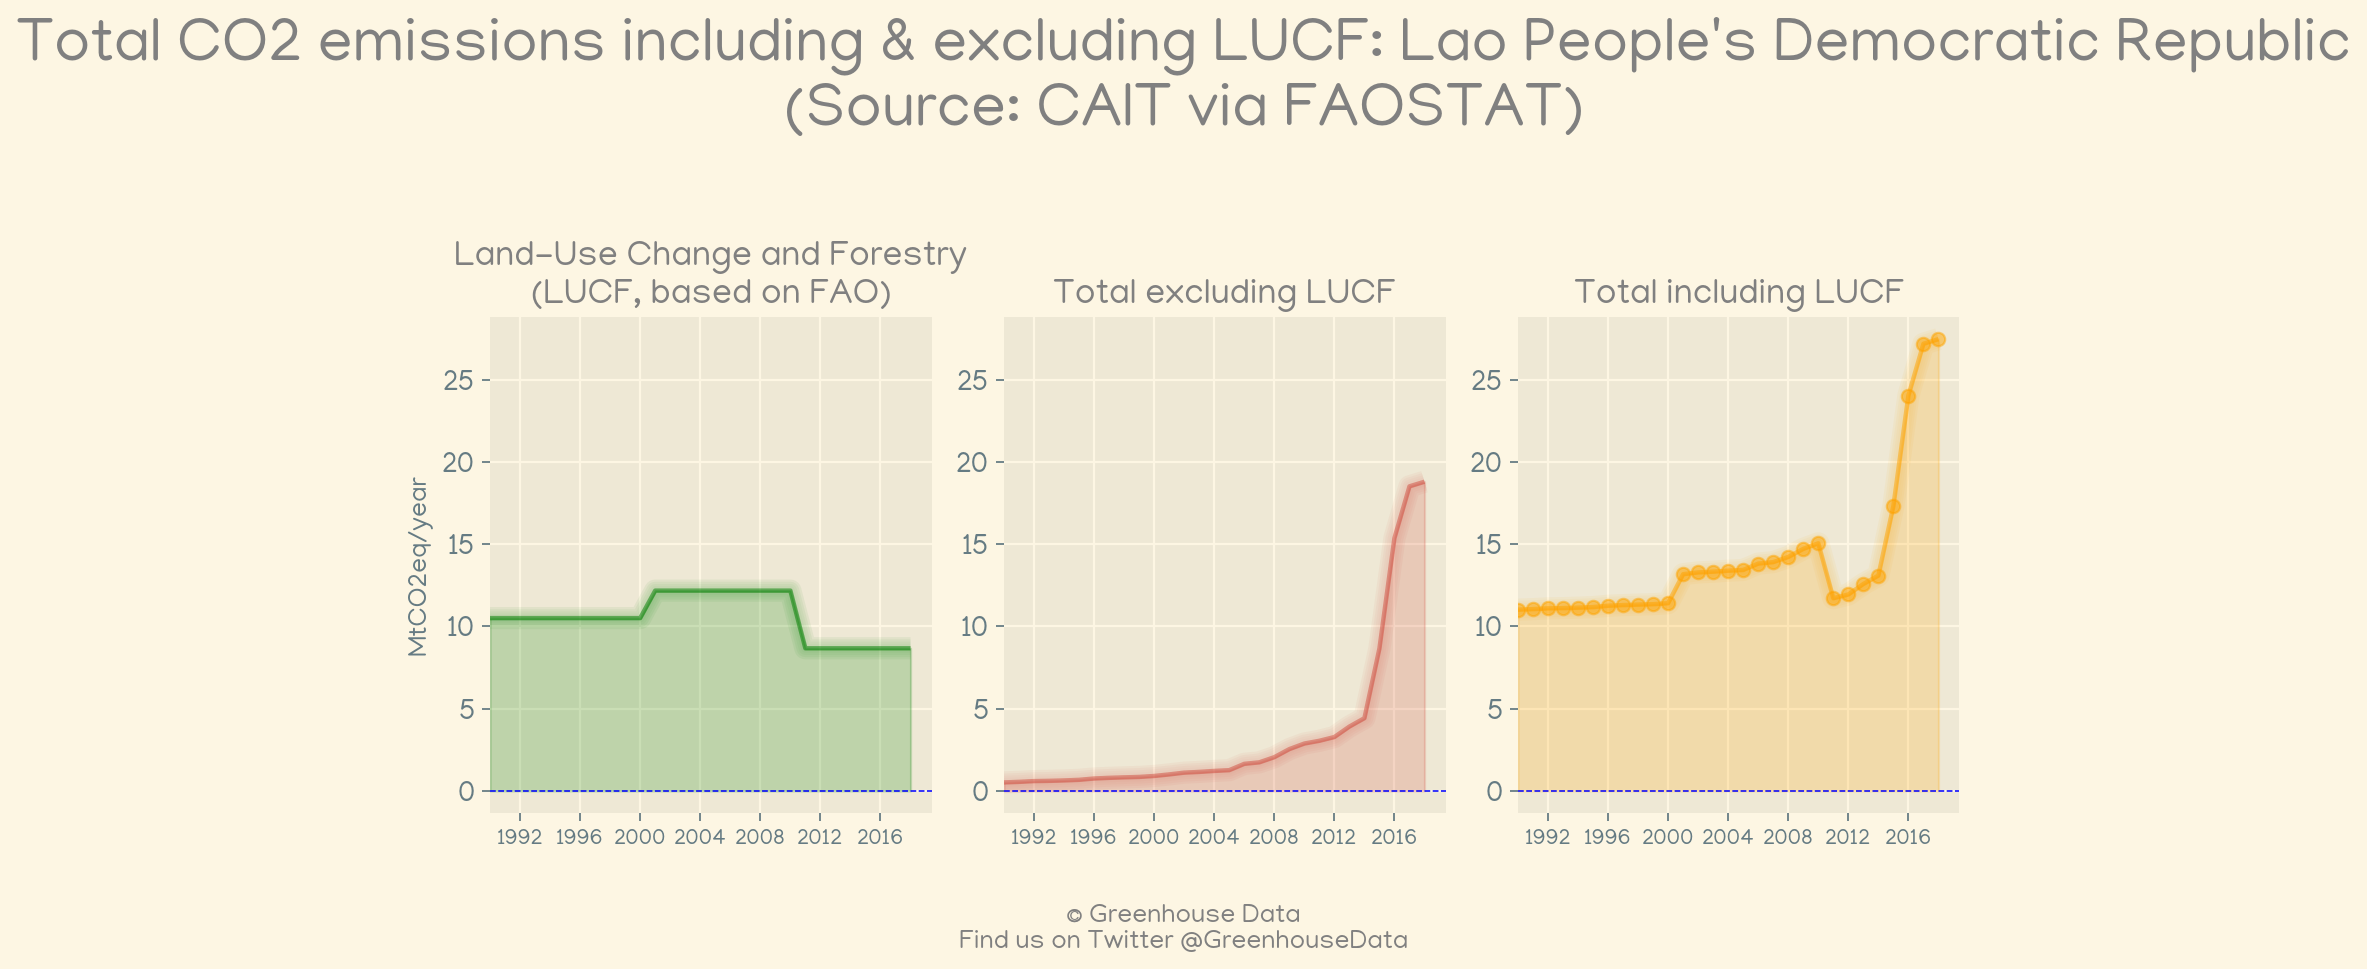 Total CO2 emissions including & excluding LUCF: Lao People's Democratic Republic
(Source: CAIT via FAOSTAT)
Land-Use Change and Forestry
(LUCF, based on FAO)
MtCO2eq/year
25
20
15
10
5
0
1992 1996 2000 2004 2008 2012 2016
Total excluding LUCF
25
20
15
10
5
0
1992 1996 2000 2004 2008 2012 2016
Total including LUCF
25
20
15
10
5
0
1992 1996 2000 2004 2008 2012 2016
© Greenhouse Data
Find us on Twitter @GreenhouseData